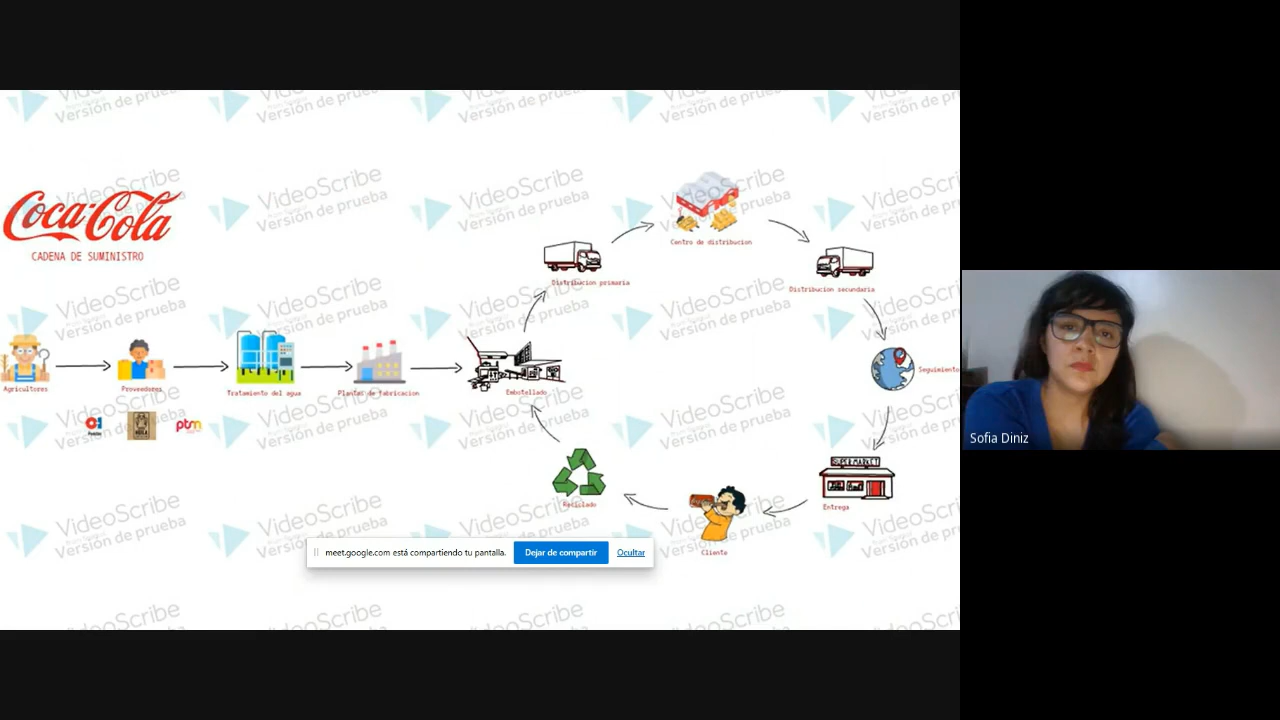 VideoScribe
Versión de prueba
Coca-Cola
CADENA DE SUMINISTRO
Centro de distribucion
Distribucion primaria
Distribucion secundaria
Agricultores
Proveedores
Tratamiento del agua
Plantas de fabricacion
Embotellado
Seguimiento
ptm
SUPERMARKET
Entrega
Reciclado
Cliente
meet.google.com está compartiendo tu pantalla.
Dejar de compartir
Ocultar
Sofia Diniz